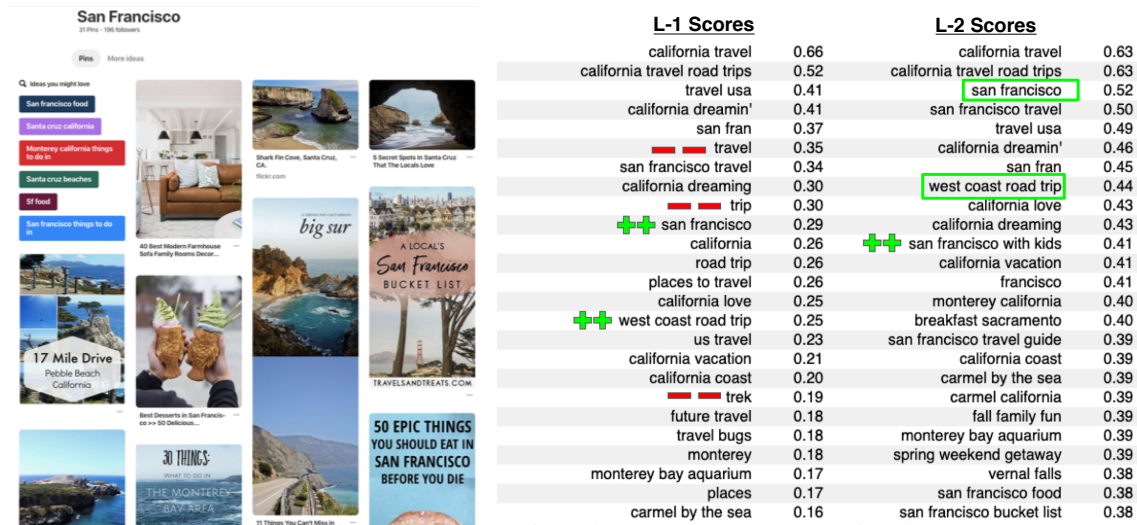 San Francisco
31 Pins · 196 followers
Pins
More ideas
Ideas you might love
San francisco food
Santa cruz california
Monterey california things
to do in
Santa cruz beaches
Sf food
San francisco things to do
in
17 Mile Drive
Pebble Beach
California
40 Best Modern Farmhouse
Sofa Family Rooms Decor...
Best Desserts in San Francis-
co >> 50 Delicious...
30 THINGS:
WHAT TO DO IN
THE MONTEREY
BAY AREA
Shark Fin Cove, Santa Cruz,
CA.
flickr.com
big sur
11 Things You Can't Miss in
5 Secret Spots In Santa Cruz
That The Locals Love
A LOCAL'S
San Francisco
BUCKET LIST
TRAVELSANDTREATS.COM
50 EPIC THINGS
YOU SHOULD EAT IN
SAN FRANCISCO
BEFORE YOU DIE
L-1 Scores
california travel 0.66
california travel road trips 0.52
travel usa 0.41
california dreamin' 0.41
san fran 0.37
travel 0.35
san francisco travel 0.34
california dreaming 0.30
trip 0.30
san francisco 0.29
california 0.26
road trip 0.26
places to travel 0.26
california love 0.25
west coast road trip 0.25
us travel 0.23
california vacation 0.21
california coast 0.20
trek 0.19
future travel 0.18
travel bugs 0.18
monterey 0.18
monterey bay aquarium 0.17
places 0.17
carmel by the sea 0.16
L-2 Scores
california travel 0.63
california travel road trips 0.63
san francisco 0.52
san francisco travel 0.50
travel usa 0.49
california dreamin' 0.46
san fran 0.45
west coast road trip 0.44
california love 0.43
california dreaming 0.43
san francisco with kids 0.41
california vacation 0.41
francisco 0.41
monterey california 0.40
breakfast sacramento 0.40
san francisco travel guide 0.39
california coast 0.39
carmel by the sea 0.39
carmel california 0.39
fall family fun 0.39
monterey bay aquarium 0.39
spring weekend getaway 0.39
vernal falls 0.38
san francisco food 0.38
san francisco bucket list 0.38